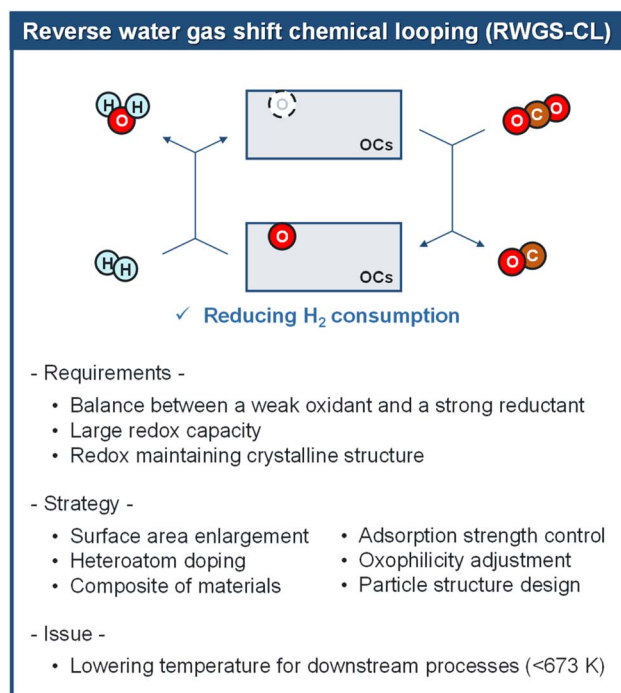 Reverse water gas shift chemical looping (RWGS-CL)
H H O
O
OCs
O C O
H H
O
OCs
O C
✓ Reducing H₂ consumption
- Requirements -
• Balance between a weak oxidant and a strong reductant
• Large redox capacity
• Redox maintaining crystalline structure
- Strategy -
• Surface area enlargement
• Heteroatom doping
• Composite of materials
• Adsorption strength control
• Oxophilicity adjustment
• Particle structure design
- Issue -
• Lowering temperature for downstream processes (<673 K)